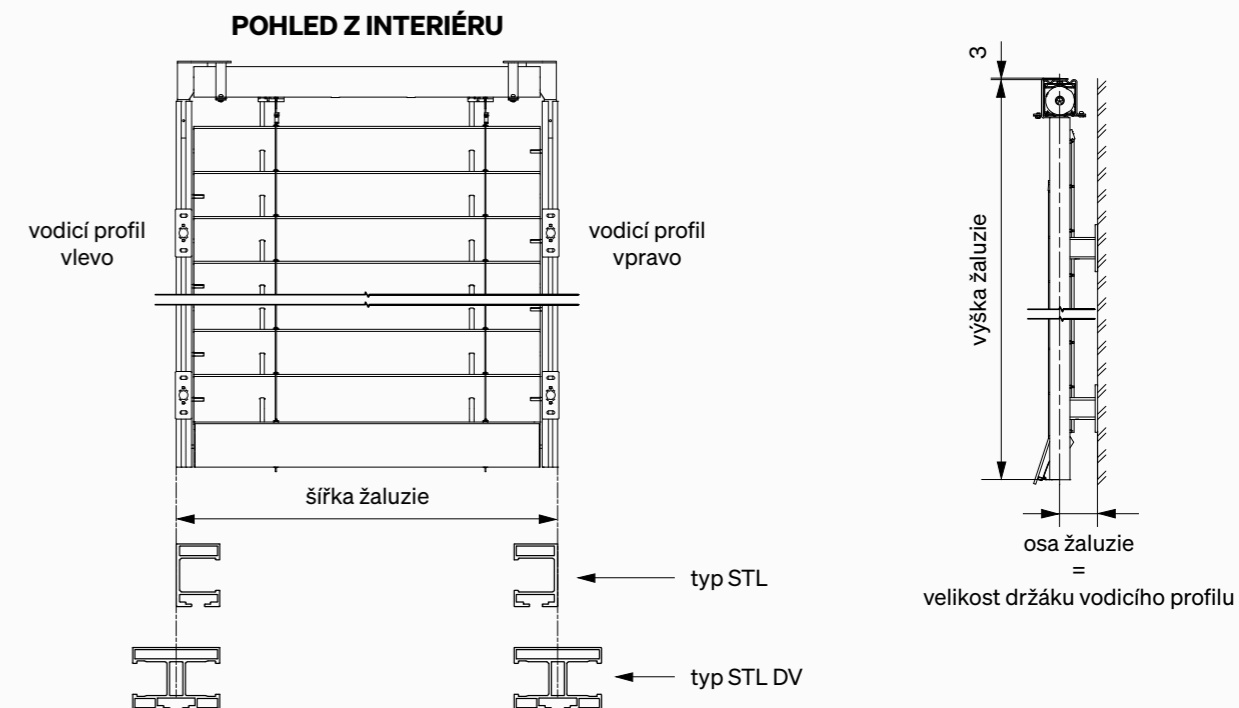 POHLED Z INTERIÉRU
vodicí profil
vlevo
vodicí profil
vpravo
šířka žaluzie
typ STL
typ STL DV
3
výška žaluzie
osa žaluzie
=
velikost držáku vodicího profilu